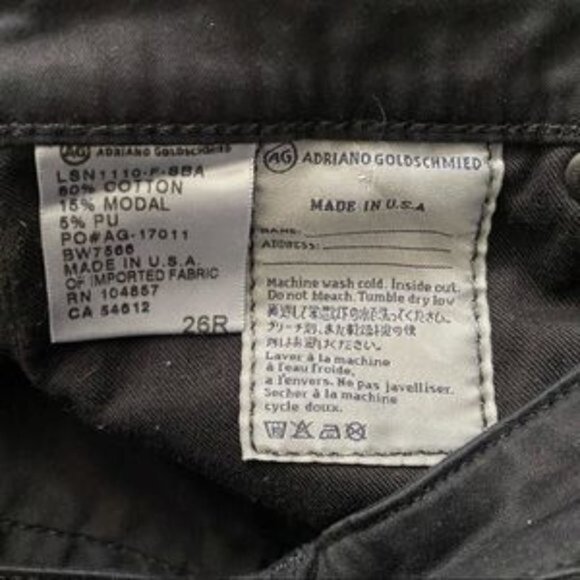 AG ADRIANO GOLDSCHMIED
LSN1110-F-SBA
80% COTTON
15% MODAL
5% PU
PO#AG-17011
BW7566
MADE IN U.S.A.
OF IMPORTED FABRIC
RN 104857
CA 54612
26R
AG ADRIANO GOLDSCHMIED
MADE IN U.S.A
NAME:
ADDRESS:
Machine wash cold. Inside out.
Do not bleach. Tumble dry low
Laver à la machine
à l'eau froide,
a l'envers. Ne pas javelliser.
Secher à la machine
cycle doux.